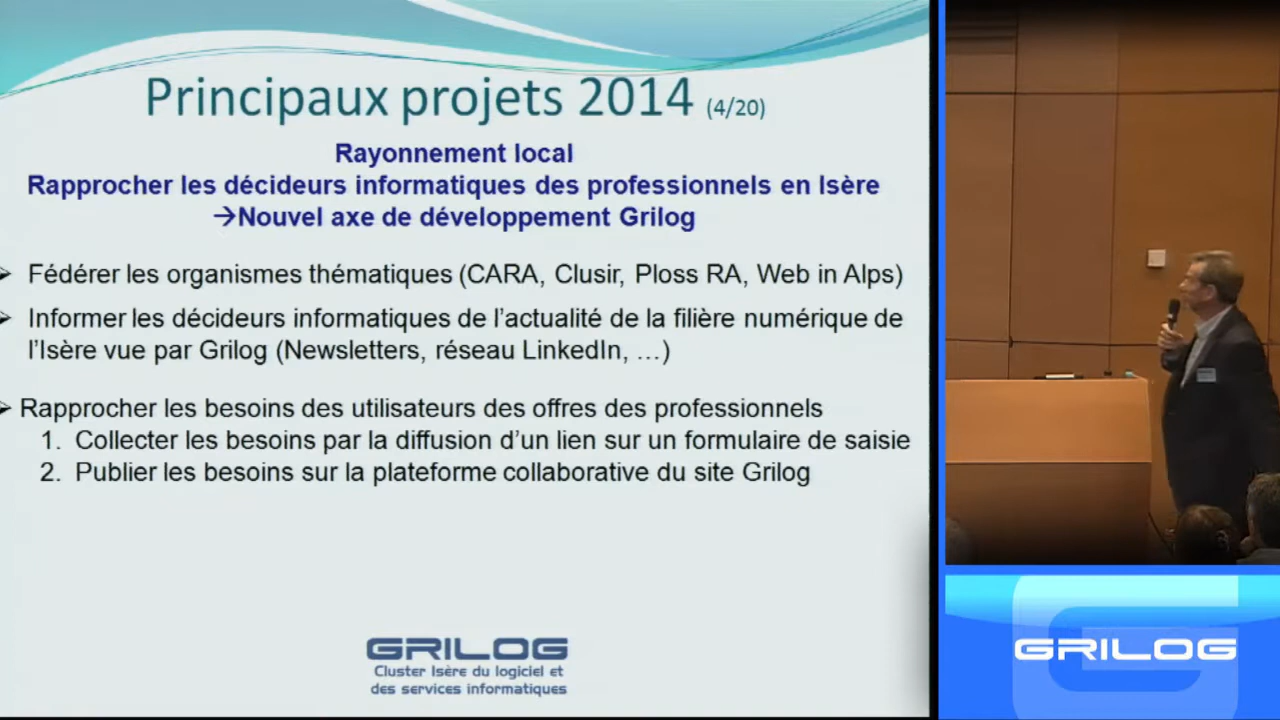 Principaux projets 2014 (4/20)
Rayonnement local
Rapprocher les décideurs informatiques des professionnels en Isère
→Nouvel axe de développement Grilog
Fédérer les organismes thématiques (CARA, Clusir, Ploss RA, Web in Alps)
Informer les décideurs informatiques de l’actualité de la filière numérique de
l’Isère vue par Grilog (Newsletters, réseau LinkedIn, …)
Rapprocher les besoins des utilisateurs des offres des professionnels
1. Collecter les besoins par la diffusion d’un lien sur un formulaire de saisie
2. Publier les besoins sur la plateforme collaborative du site Grilog
GRILOG
Cluster Isère du logiciel et
des services informatiques
GRILOG